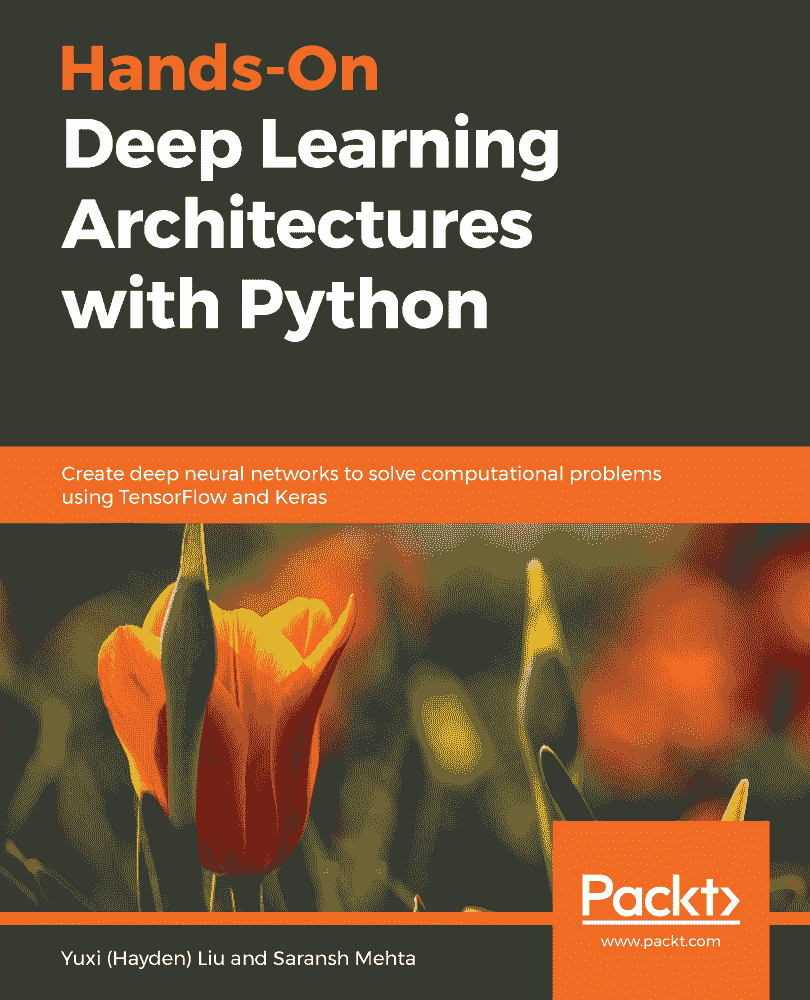 Hands-On
Deep Learning
Architectures
with Python
Create deep neural networks to solve computational problems
using TensorFlow and Keras
Packt>
www.packt.com
Yuxi (Hayden) Liu and Saransh Mehta